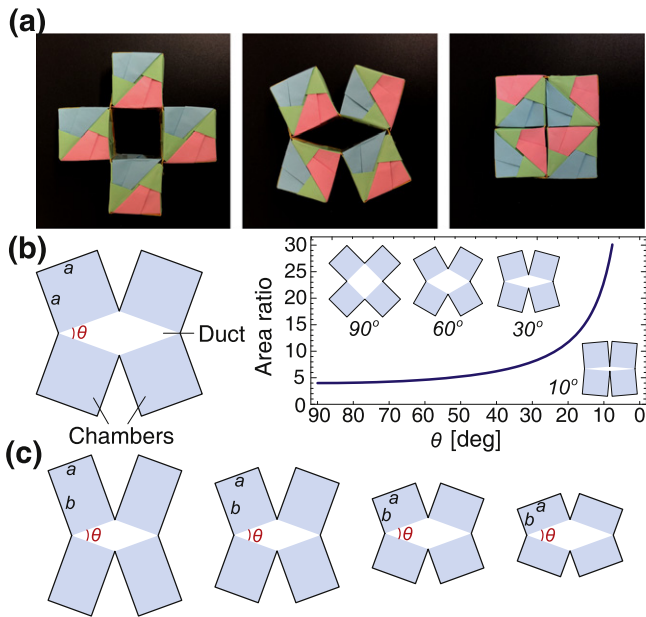 (a)
(b)
a
a
θ
Duct
Chambers
Area ratio
30
25
20
15
10
5
0
90°
60°
30°
10°
90 80 70 60 50 40 30 20 10 0
θ [deg]
(c)
a
b
θ
a
b
θ
a
b
θ
a
b
θ